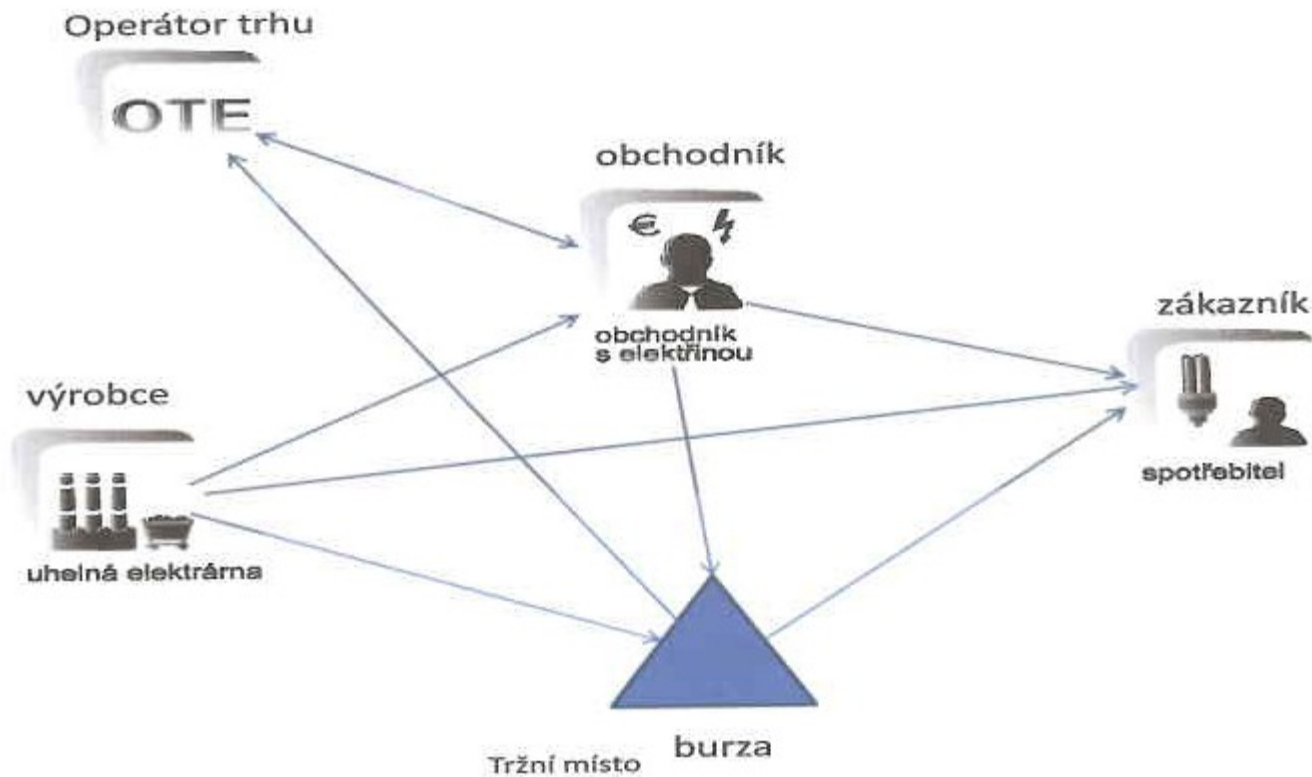 Operátor trhu
OTE
obchodník
€
obchodník
s elektřinou
zákazník
spotřebitel
výrobce
uhelná elektrárna
burza
Tržní místo